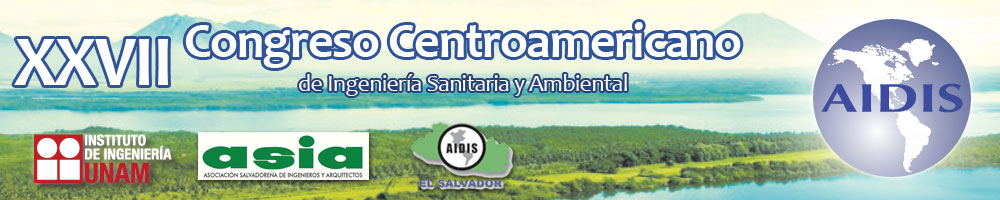 XXVII Congreso Centroamericano
de Ingeniería Sanitaria y Ambiental
AIDIS
INSTITUTO
DE INGENIERÍA
UNAM
asia
ASOCIACIÓN SALVADOREÑA DE INGENIEROS Y ARQUITECTOS
AIDIS
EL SALVADOR